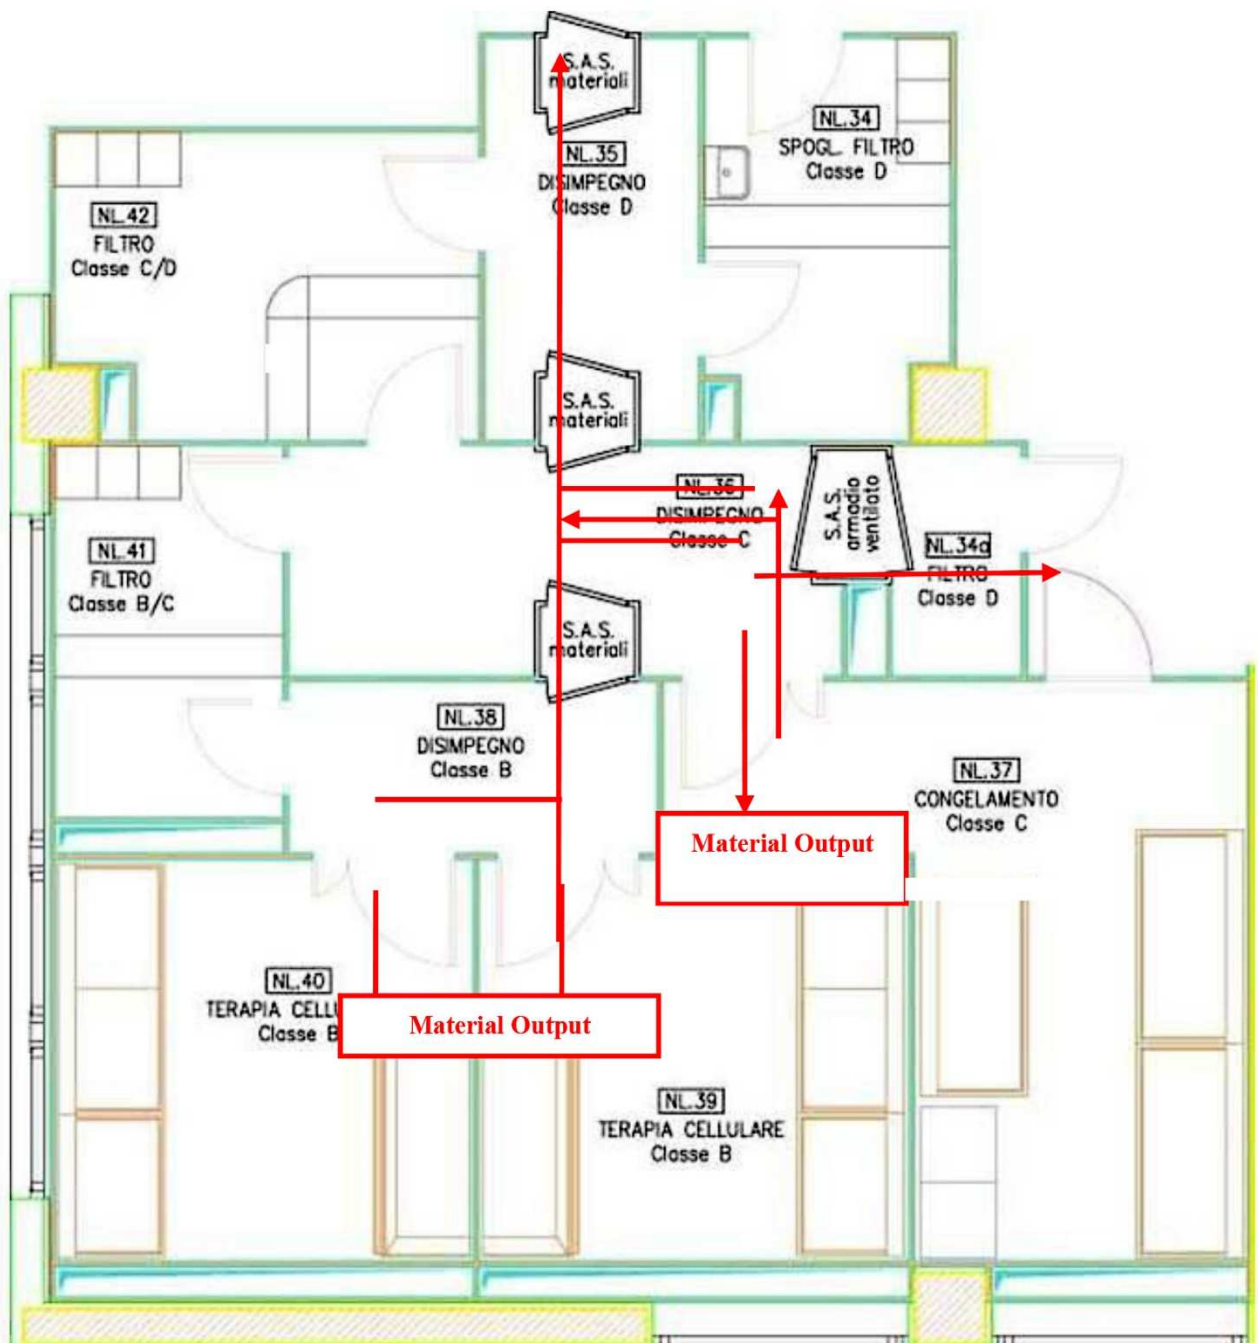 S.A.S.
materiali
NL.34
SPOGL. FILTRO
Classe D
NL.35
DISIMPEGNO
Classe D
NL.42
FILTRO
Classe C/D
S.A.S.
materiali
NL.36
DISIMPEGNO
Classe C
S.A.S.
armadio
ventilato
NL.34a
FILTRO
Classe D
NL.41
FILTRO
Classe B/C
S.A.S.
materiali
NL.38
DISIMPEGNO
Classe B
NL.37
CONGELAMENTO
Classe C
Material Output
NL.40
TERAPIA CELLU
Classe B
Material Output
NL.39
TERAPIA CELLULARE
Classe B